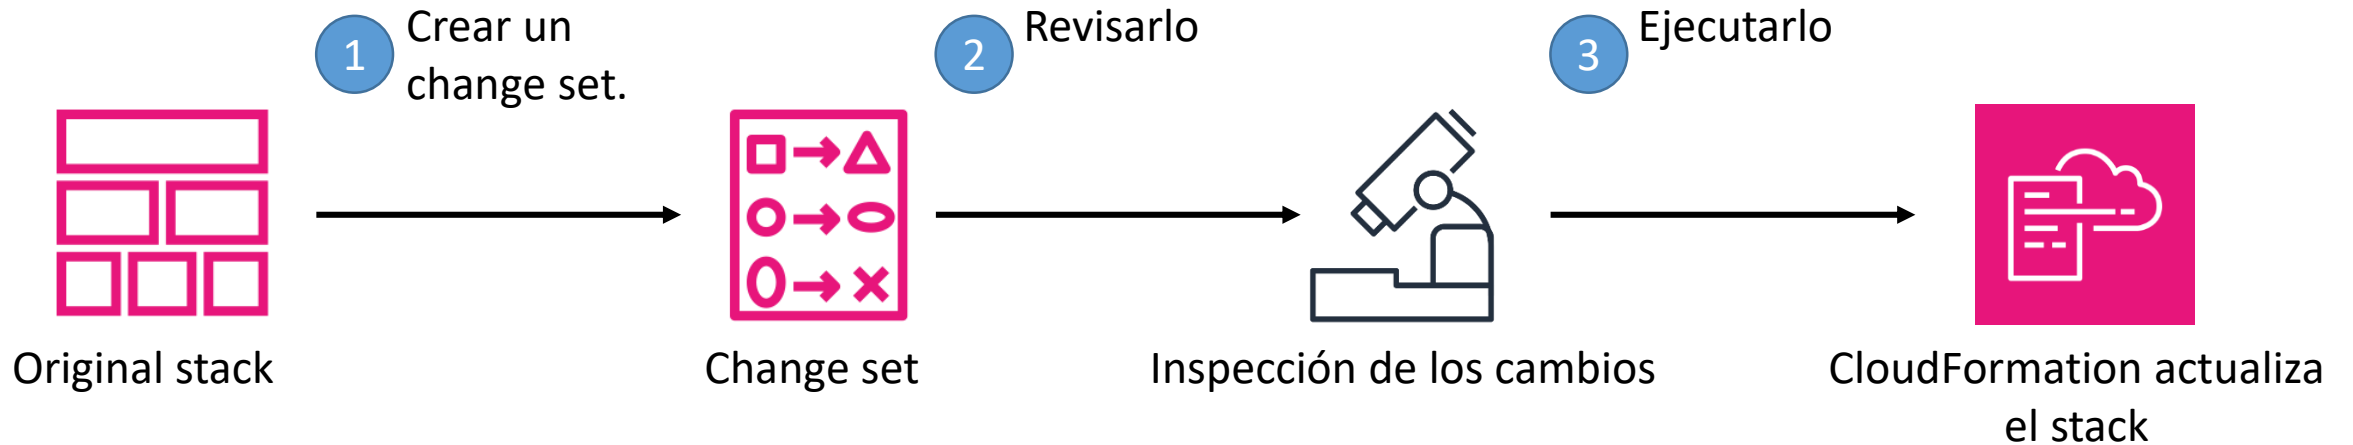 1
Crear un
change set.
2
Revisarlo
3
Ejecutarlo
Original stack
Change set
Inspección de los cambios
CloudFormation actualiza
el stack